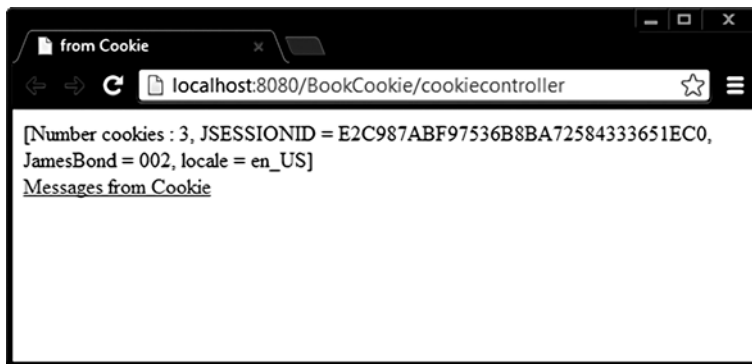 from Cookie
localhost:8080/BookCookie/cookiecontroller
[Number cookies : 3, JSESSIONID = E2C987ABF97536B8BA72584333651EC0,
JamesBond = 002, locale = en_US]
Messages from Cookie